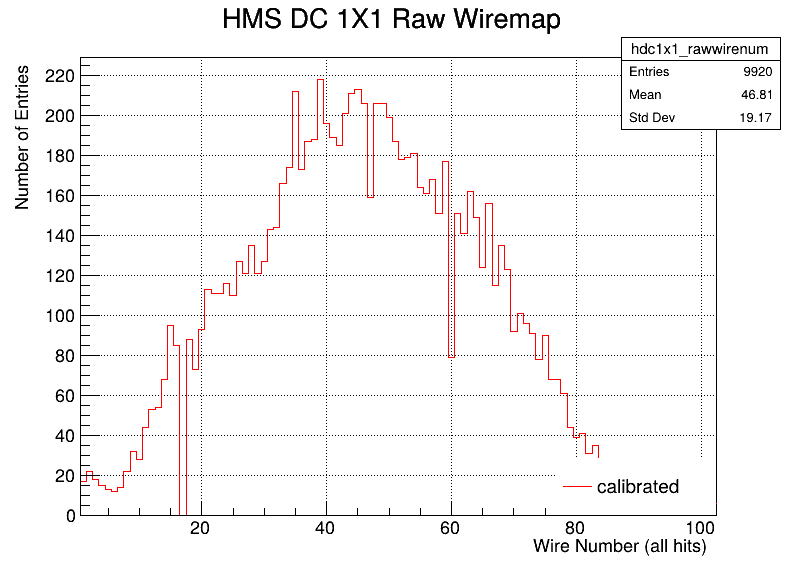 HMS DC 1X1 Raw Wiremap
hdc1x1_rawwirenum
Entries 9920
Mean 46.81
Std Dev 19.17
Number of Entries
220
200
180
160
140
120
100
80
60
40
20
0
20 40 60 80 100
Wire Number (all hits)
calibrated